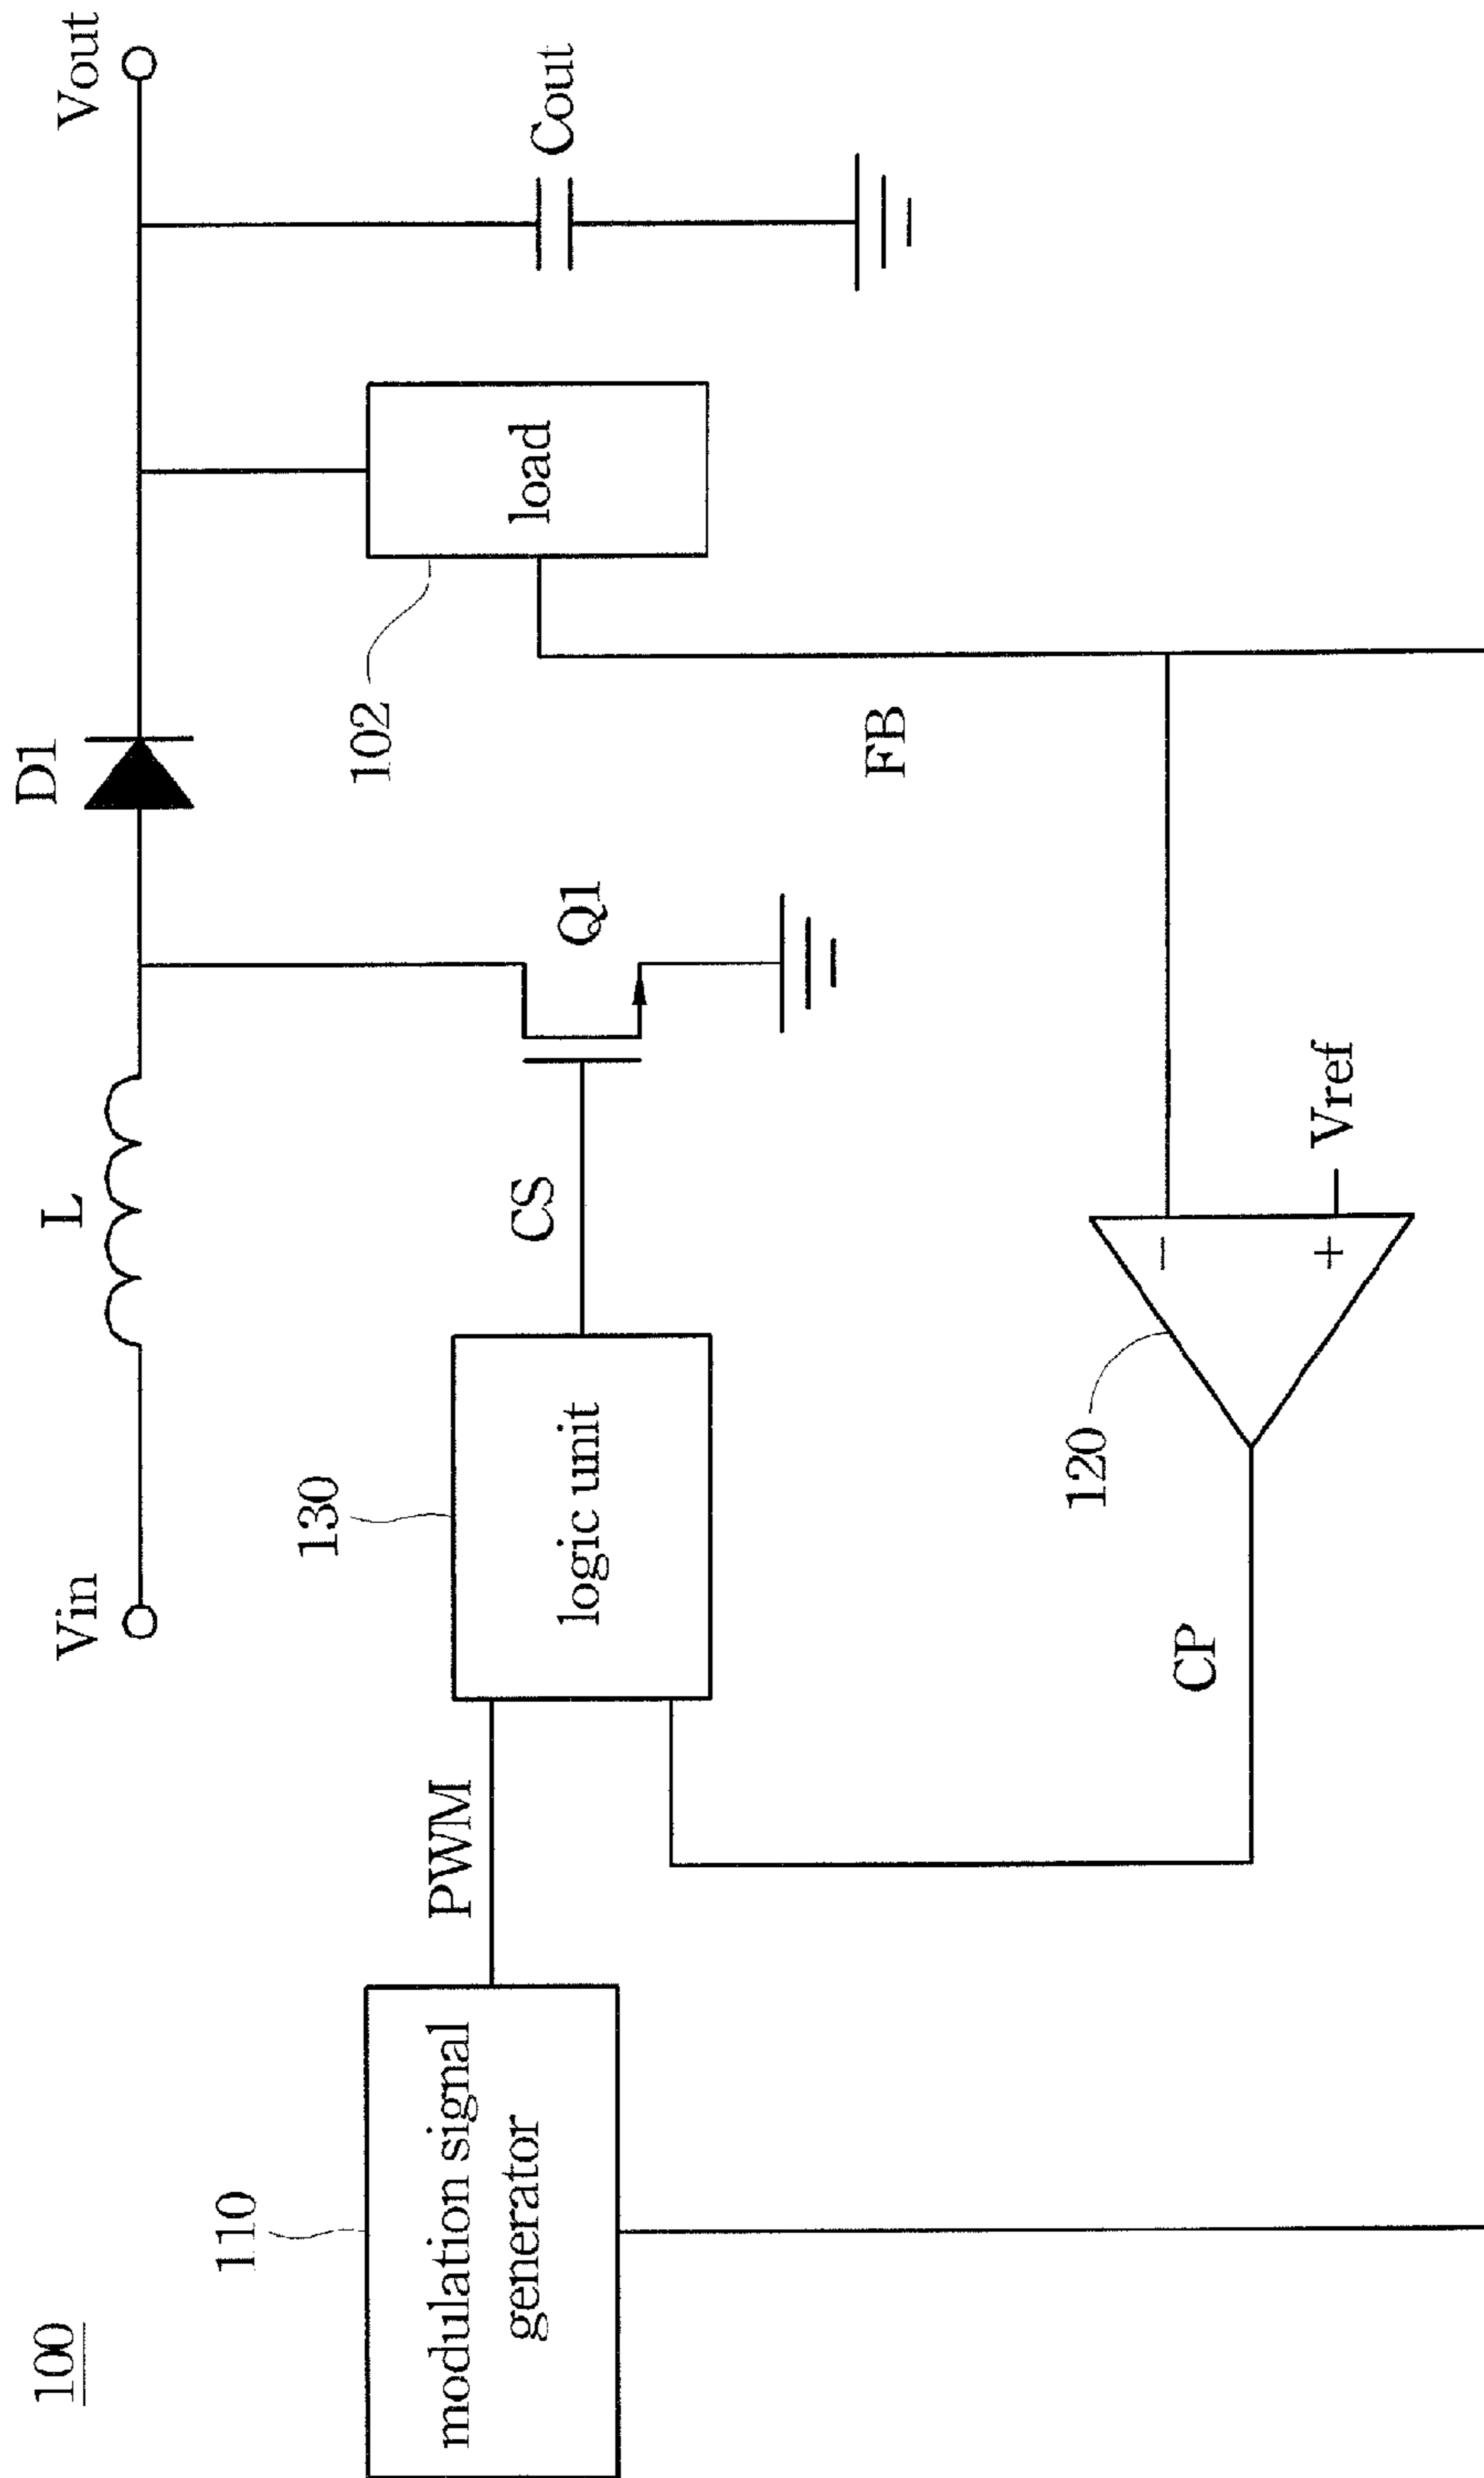 100
Vin
L
D1
Vout
110
modulation signal
generator
PWM
130
logic unit
CS
Q1
102
load
Cout
CP
120
FB
−
+
Vref